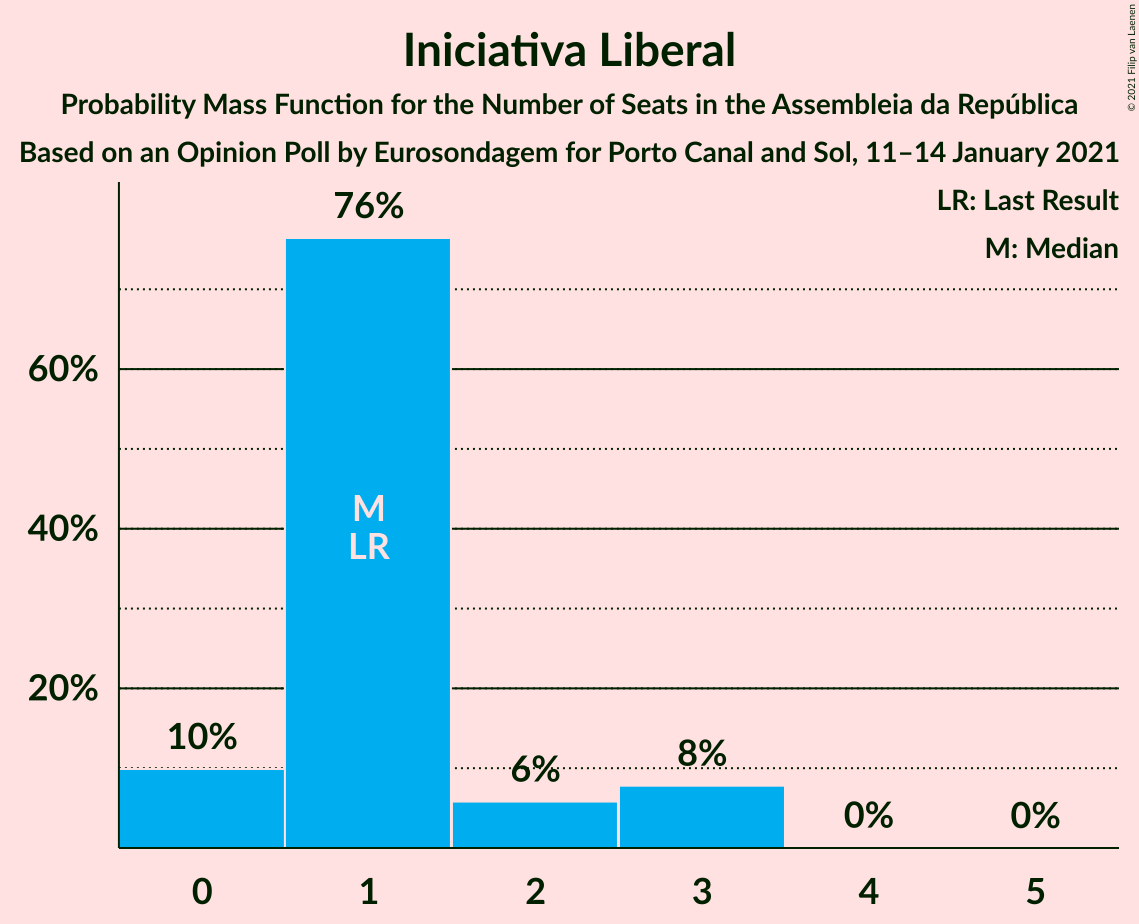 Iniciativa Liberal
Probability Mass Function for the Number of Seats in the Assembleia da República
Based on an Opinion Poll by Eurosondagem for Porto Canal and Sol, 11–14 January 2021
© 2021 Filip van Laenen
LR: Last Result
M: Median
76%
60%
M
40%
LR
20%
10%
6%
8%
0%
0%
0
1
2
3
4
5